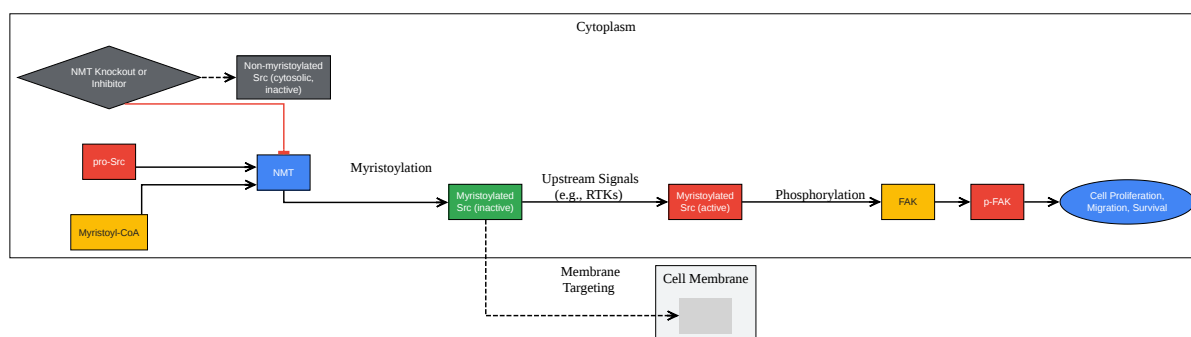 Cytoplasm
NMT Knockout or
Inhibitor
Non-myristoylated
Src (cytosolic,
inactive)
pro-Src
NMT
Myristoyl-CoA
Myristoylation
Myristoylated
Src (inactive)
Upstream Signals
(e.g., RTKs)
Myristoylated
Src (active)
Phosphorylation
FAK
p-FAK
Cell Proliferation,
Migration, Survival
Membrane
Targeting
Cell Membrane